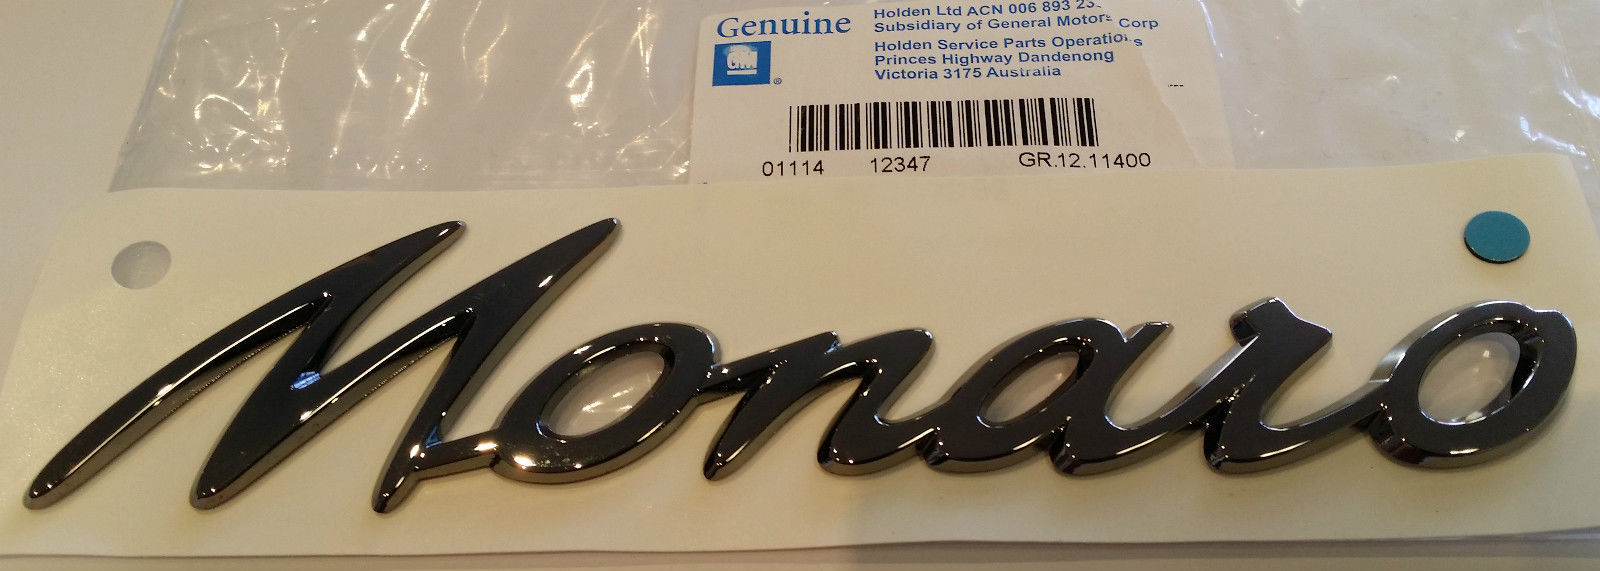 Genuine
GM
®
Holden Ltd ACN 006 893
Subsidiary of General Motors Corp
Holden Service Parts Operations
Princes Highway Dandenong
Victoria 3175 Australia
01114 12347 GR.12.11400
Monaro